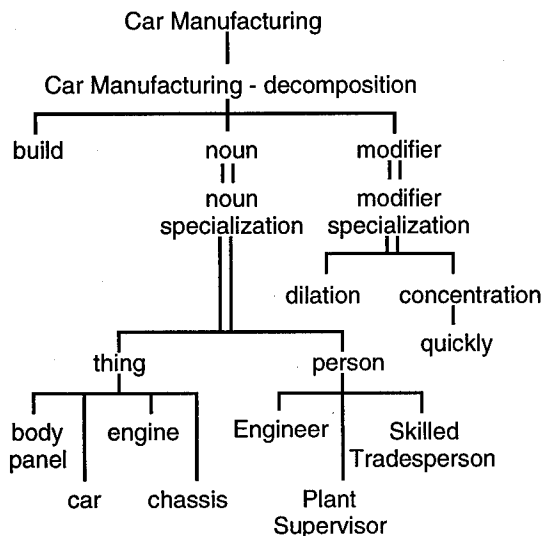 Car Manufacturing
Car Manufacturing - decomposition
build
noun
modifier
noun
specialization
modifier
specialization
dilation
concentration
quickly
thing
person
body
panel
engine
Engineer
Skilled
Tradesperson
car
chassis
Plant
Supervisor